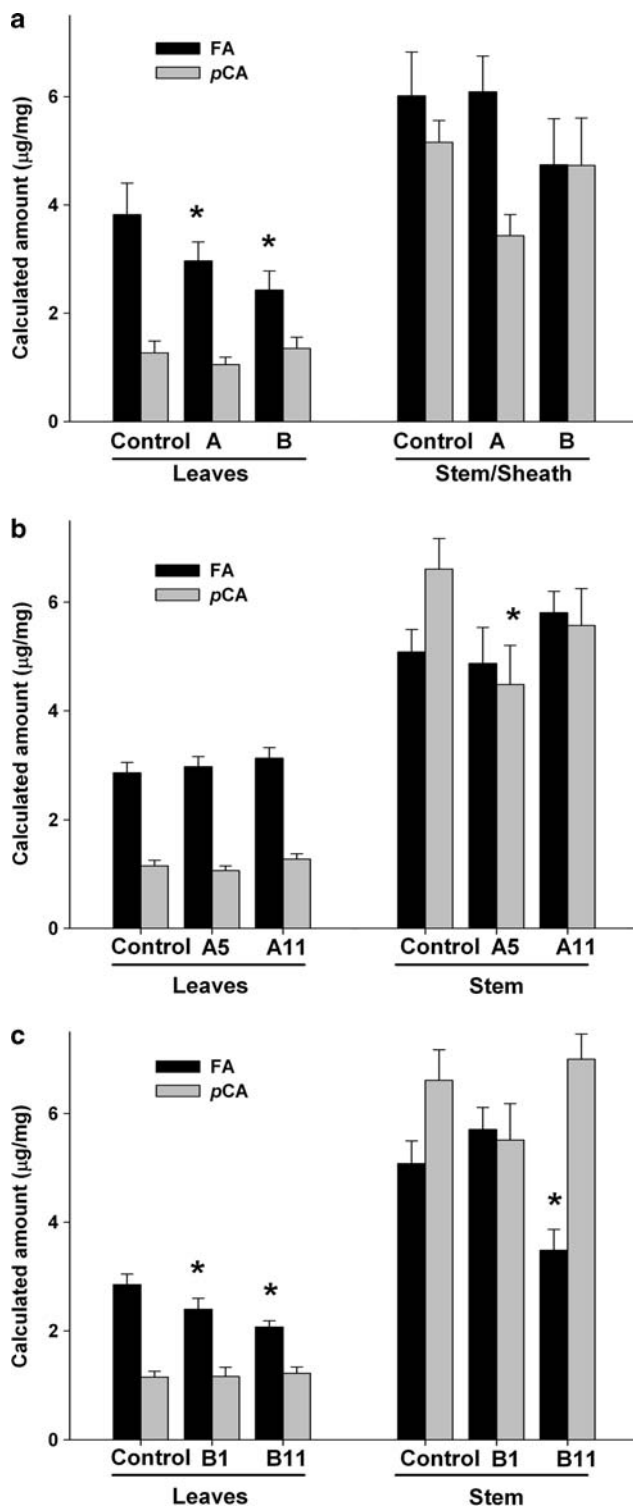 a
FA
pCA
Calculated amount (µg/mg)
6
4
2
0
Control A B Control A B
Leaves Stem/Sheath
*
*
b
FA
pCA
Calculated amount (µg/mg)
6
4
2
0
*
Control A5 A11 Control A5 A11
Leaves Stem
c
FA
pCA
Calculated amount (µg/mg)
6
4
2
0
*
*
*
Control B1 B11 Control B1 B11
Leaves Stem